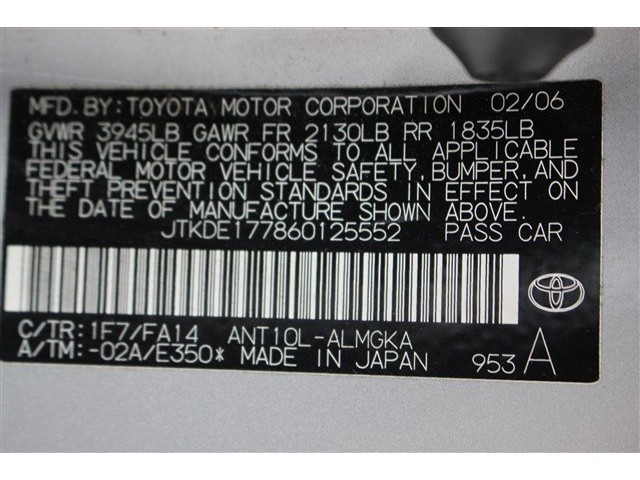 MFD. BY: TOYOTA MOTOR CORPORATION 02/06
GVWR 3945LB GAWR FR 2130LB RR 1835LB
THIS VEHICLE CONFORMS TO ALL APPLICABLE
FEDERAL MOTOR VEHICLE SAFETY, BUMPER, AND
THEFT PREVENTION STANDARDS IN EFFECT ON
THE DATE OF MANUFACTURE SHOWN ABOVE.
JTKDE177860125552 PASS CAR
C/TR: 1F7/FA14 ANT10L-ALMGKA
A/TM: -02A/E350* MADE IN JAPAN 953 A